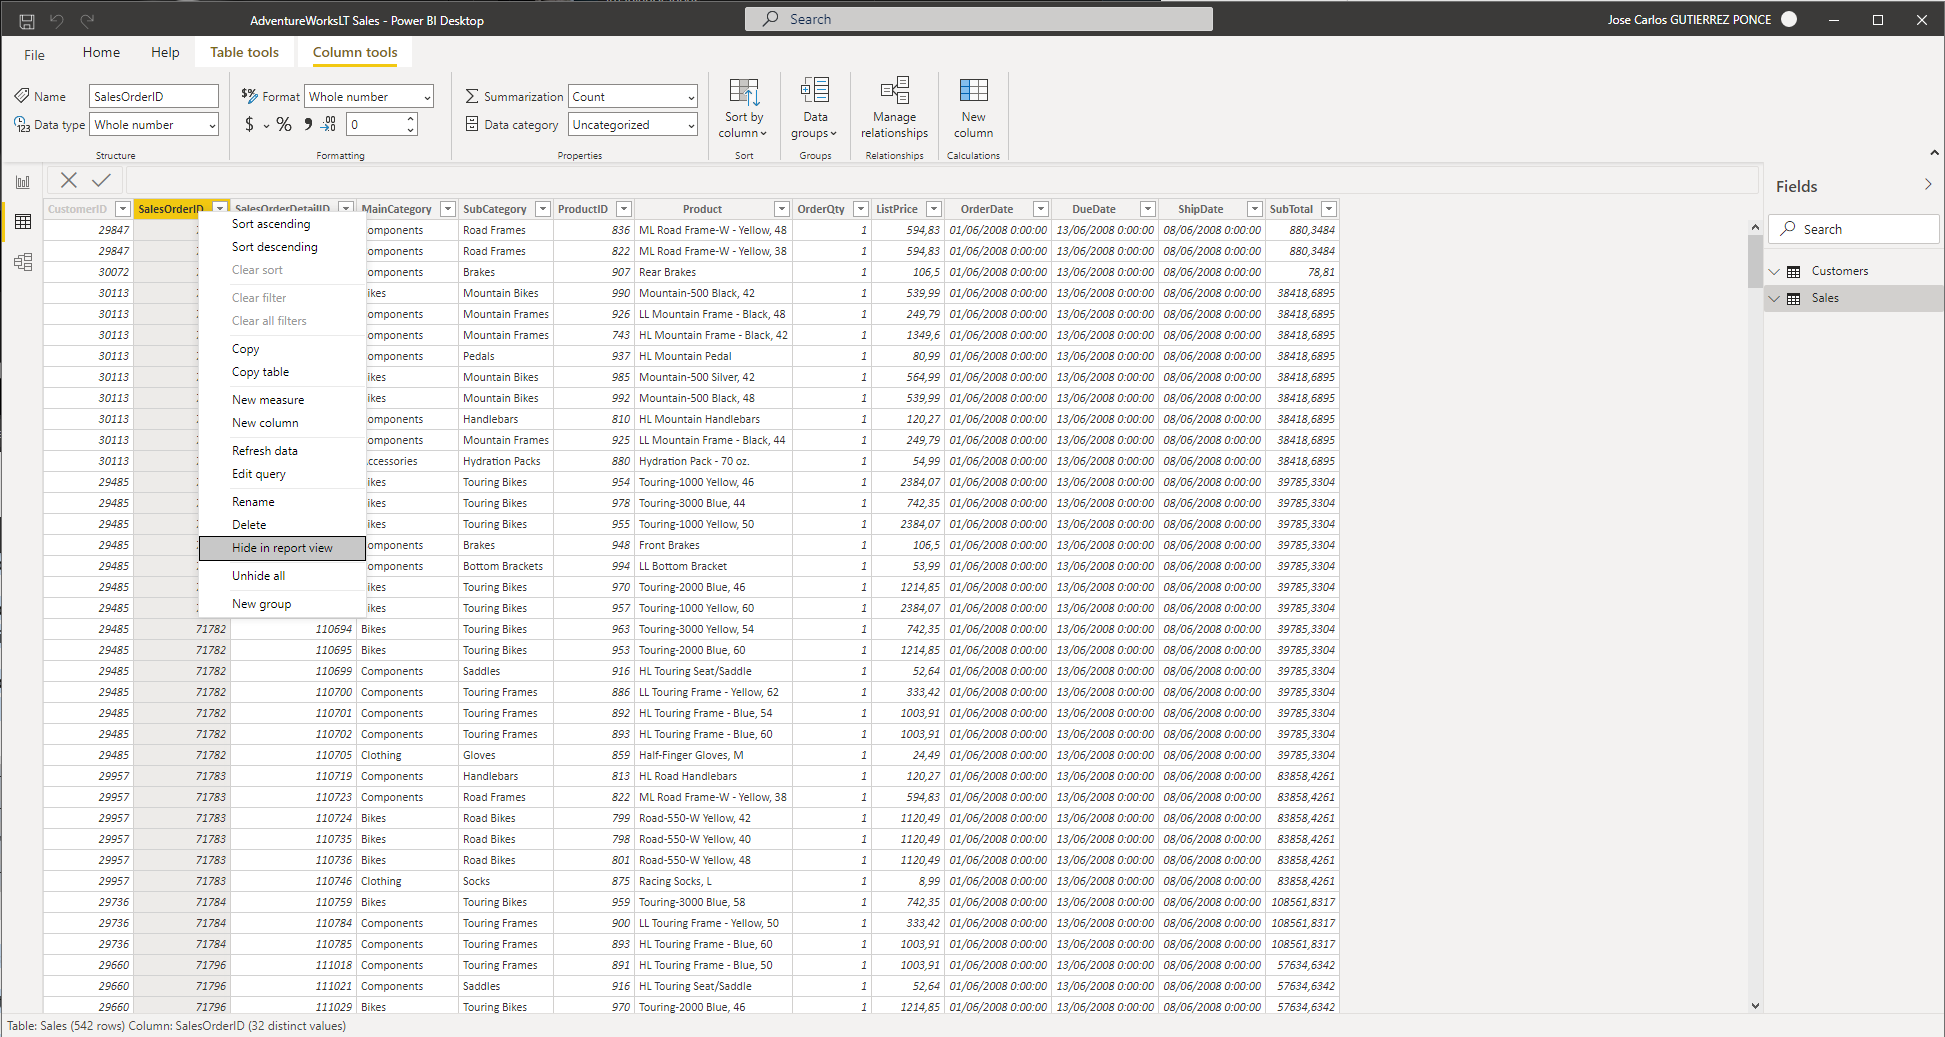 AdventureWorksLT Sales - Power BI Desktop
Search
Jose Carlos GUTIERREZ PONCE
File Home Help Table tools Column tools
Name SalesOrderID
Data type Whole number
Structure
Format Whole number
$ % 9 .00 0
Formatting
Summarization Count
Data category Uncategorized
Properties
Sort by
column
Sort
Data
groups
Groups
Manage
relationships
Relationships
New
column
Calculations
CustomerID SalesOrderID SalesOrderDetailID MainCategory SubCategory ProductID Product OrderQty ListPrice OrderDate DueDate ShipDate SubTotal
29847 omponents Road Frames 836 ML Road Frame-W - Yellow, 48 1 594,83 01/06/2008 0:00:00 13/06/2008 0:00:00 08/06/2008 0:00:00 880,3484
29847 omponents Road Frames 822 ML Road Frame-W - Yellow, 38 1 594,83 01/06/2008 0:00:00 13/06/2008 0:00:00 08/06/2008 0:00:00 880,3484
30072 omponents Brakes 907 Rear Brakes 1 106,5 01/06/2008 0:00:00 13/06/2008 0:00:00 08/06/2008 0:00:00 78,81
30113 ikes Mountain Bikes 990 Mountain-500 Black, 42 1 539,99 01/06/2008 0:00:00 13/06/2008 0:00:00 08/06/2008 0:00:00 38418,6895
30113 omponents Mountain Frames 926 LL Mountain Frame - Black, 48 1 249,79 01/06/2008 0:00:00 13/06/2008 0:00:00 08/06/2008 0:00:00 38418,6895
30113 omponents Mountain Frames 743 HL Mountain Frame - Black, 42 1 1349,6 01/06/2008 0:00:00 13/06/2008 0:00:00 08/06/2008 0:00:00 38418,6895
30113 omponents Pedals 937 HL Mountain Pedal 1 80,99 01/06/2008 0:00:00 13/06/2008 0:00:00 08/06/2008 0:00:00 38418,6895
30113 ikes Mountain Bikes 985 Mountain-500 Silver, 42 1 564,99 01/06/2008 0:00:00 13/06/2008 0:00:00 08/06/2008 0:00:00 38418,6895
30113 ikes Mountain Bikes 992 Mountain-500 Black, 48 1 539,99 01/06/2008 0:00:00 13/06/2008 0:00:00 08/06/2008 0:00:00 38418,6895
30113 omponents Handlebars 810 HL Mountain Handlebars 1 120,27 01/06/2008 0:00:00 13/06/2008 0:00:00 08/06/2008 0:00:00 38418,6895
30113 omponents Mountain Frames 925 LL Mountain Frame - Black, 44 1 249,79 01/06/2008 0:00:00 13/06/2008 0:00:00 08/06/2008 0:00:00 38418,6895
30113 ccessories Hydration Packs 880 Hydration Pack - 70 oz. 1 54,99 01/06/2008 0:00:00 13/06/2008 0:00:00 08/06/2008 0:00:00 38418,6895
29485 ikes Touring Bikes 954 Touring-1000 Yellow, 46 1 2384,07 01/06/2008 0:00:00 13/06/2008 0:00:00 08/06/2008 0:00:00 39785,3304
29485 ikes Touring Bikes 978 Touring-3000 Blue, 44 1 742,35 01/06/2008 0:00:00 13/06/2008 0:00:00 08/06/2008 0:00:00 39785,3304
29485 ikes Touring Bikes 955 Touring-1000 Yellow, 50 1 2384,07 01/06/2008 0:00:00 13/06/2008 0:00:00 08/06/2008 0:00:00 39785,3304
29485 omponents Brakes 948 Front Brakes 1 106,5 01/06/2008 0:00:00 13/06/2008 0:00:00 08/06/2008 0:00:00 39785,3304
29485 omponents Bottom Brackets 994 LL Bottom Bracket 1 53,99 01/06/2008 0:00:00 13/06/2008 0:00:00 08/06/2008 0:00:00 39785,3304
29485 ikes Touring Bikes 970 Touring-2000 Blue, 46 1 1214,85 01/06/2008 0:00:00 13/06/2008 0:00:00 08/06/2008 0:00:00 39785,3304
29485 ikes Touring Bikes 957 Touring-1000 Yellow, 60 1 2384,07 01/06/2008 0:00:00 13/06/2008 0:00:00 08/06/2008 0:00:00 39785,3304
29485 71782 110694 Bikes Touring Bikes 963 Touring-3000 Yellow, 54 1 742,35 01/06/2008 0:00:00 13/06/2008 0:00:00 08/06/2008 0:00:00 39785,3304
29485 71782 110695 Bikes Touring Bikes 953 Touring-2000 Blue, 60 1 1214,85 01/06/2008 0:00:00 13/06/2008 0:00:00 08/06/2008 0:00:00 39785,3304
29485 71782 110699 Components Saddles 916 HL Touring Seat/Saddle 1 52,64 01/06/2008 0:00:00 13/06/2008 0:00:00 08/06/2008 0:00:00 39785,3304
29485 71782 110700 Components Touring Frames 886 LL Touring Frame - Yellow, 62 1 333,42 01/06/2008 0:00:00 13/06/2008 0:00:00 08/06/2008 0:00:00 39785,3304
29485 71782 110701 Components Touring Frames 892 HL Touring Frame - Blue, 54 1 1003,91 01/06/2008 0:00:00 13/06/2008 0:00:00 08/06/2008 0:00:00 39785,3304
29485 71782 110702 Components Touring Frames 893 HL Touring Frame - Blue, 60 1 1003,91 01/06/2008 0:00:00 13/06/2008 0:00:00 08/06/2008 0:00:00 39785,3304
29485 71782 110705 Clothing Gloves 859 Half-Finger Gloves, M 1 24,49 01/06/2008 0:00:00 13/06/2008 0:00:00 08/06/2008 0:00:00 39785,3304
29957 71783 110719 Components Handlebars 813 HL Road Handlebars 1 120,27 01/06/2008 0:00:00 13/06/2008 0:00:00 08/06/2008 0:00:00 83858,4261
29957 71783 110723 Components Road Frames 822 ML Road Frame-W - Yellow, 38 1 594,83 01/06/2008 0:00:00 13/06/2008 0:00:00 08/06/2008 0:00:00 83858,4261
29957 71783 110724 Bikes Road Bikes 799 Road-550-W Yellow, 42 1 1120,49 01/06/2008 0:00:00 13/06/2008 0:00:00 08/06/2008 0:00:00 83858,4261
29957 71783 110735 Bikes Road Bikes 798 Road-550-W Yellow, 40 1 1120,49 01/06/2008 0:00:00 13/06/2008 0:00:00 08/06/2008 0:00:00 83858,4261
29957 71783 110736 Bikes Road Bikes 801 Road-550-W Yellow, 48 1 1120,49 01/06/2008 0:00:00 13/06/2008 0:00:00 08/06/2008 0:00:00 83858,4261
29957 71783 110746 Clothing Socks 875 Racing Socks, L 1 8,99 01/06/2008 0:00:00 13/06/2008 0:00:00 08/06/2008 0:00:00 83858,4261
29736 71784 110759 Bikes Touring Bikes 959 Touring-3000 Blue, 58 1 742,35 01/06/2008 0:00:00 13/06/2008 0:00:00 08/06/2008 0:00:00 108561,8317
29736 71784 110784 Components Touring Frames 900 LL Touring Frame - Yellow, 50 1 333,42 01/06/2008 0:00:00 13/06/2008 0:00:00 08/06/2008 0:00:00 108561,8317
29736 71784 110785 Components Touring Frames 893 HL Touring Frame - Blue, 60 1 1003,91 01/06/2008 0:00:00 13/06/2008 0:00:00 08/06/2008 0:00:00 108561,8317
29660 71796 111018 Components Touring Frames 891 HL Touring Frame - Blue, 50 1 1003,91 01/06/2008 0:00:00 13/06/2008 0:00:00 08/06/2008 0:00:00 57634,6342
29660 71796 111021 Components Saddles 916 HL Touring Seat/Saddle 1 52,64 01/06/2008 0:00:00 13/06/2008 0:00:00 08/06/2008 0:00:00 57634,6342
29660 71796 111029 Bikes Touring Bikes 970 Touring-2000 Blue, 46 1 1214,85 01/06/2008 0:00:00 13/06/2008 0:00:00 08/06/2008 0:00:00 57634,6342
Sort ascending
Sort descending
Clear sort
Clear filter
Clear all filters
Copy
Copy table
New measure
New column
Refresh data
Edit query
Rename
Delete
Hide in report view
Unhide all
New group
Fields
Search
Customers
Sales
Table: Sales (542 rows) Column: SalesOrderID (32 distinct values)